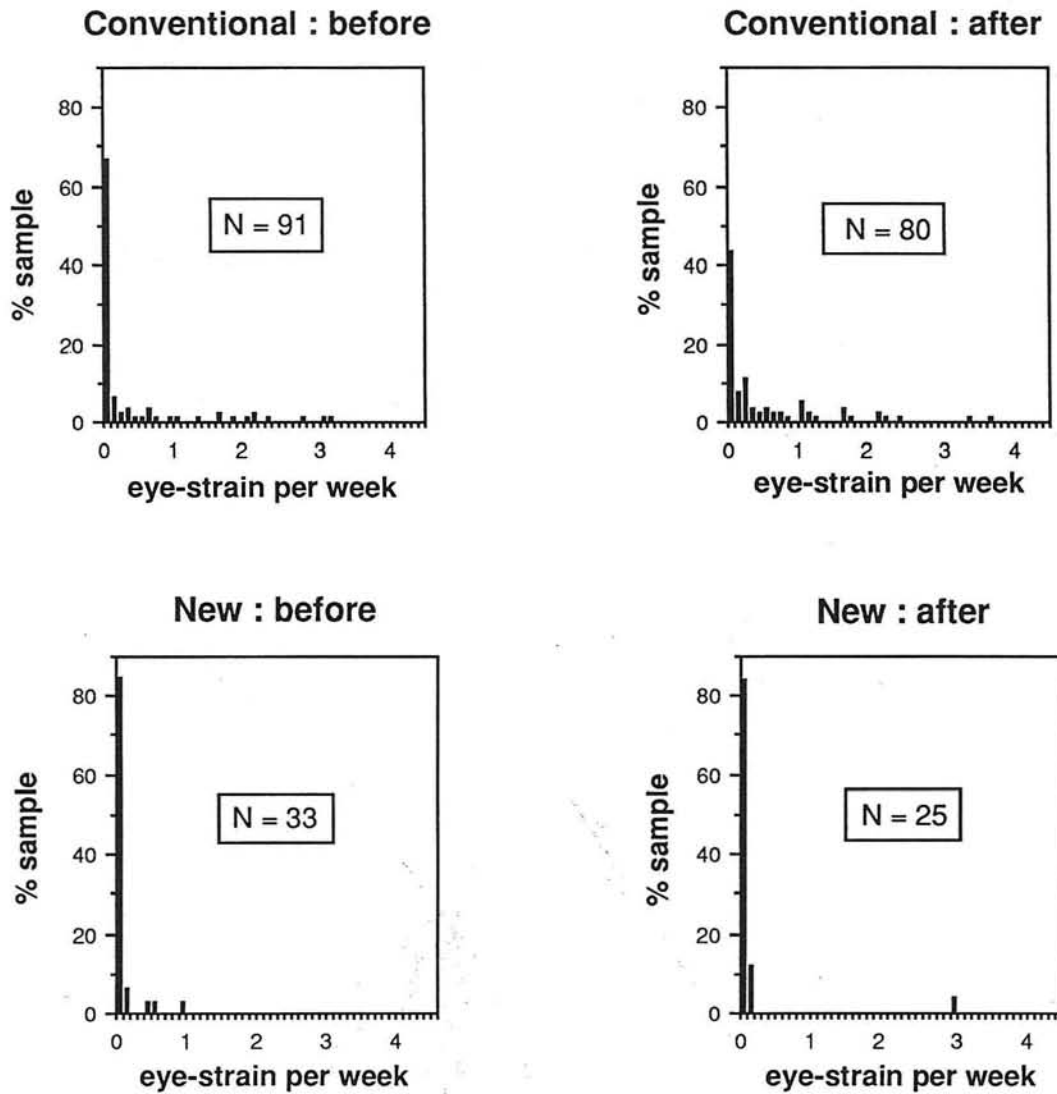 Conventional : before
80
60
40
20
0
% sample
N = 91
0 1 2 3 4
eye-strain per week
Conventional : after
80
60
40
20
0
% sample
N = 80
0 1 2 3 4
eye-strain per week
New : before
80
60
40
20
0
% sample
N = 33
0 1 2 3 4
eye-strain per week
New : after
80
60
40
20
0
% sample
N = 25
0 1 2 3 4
eye-strain per week